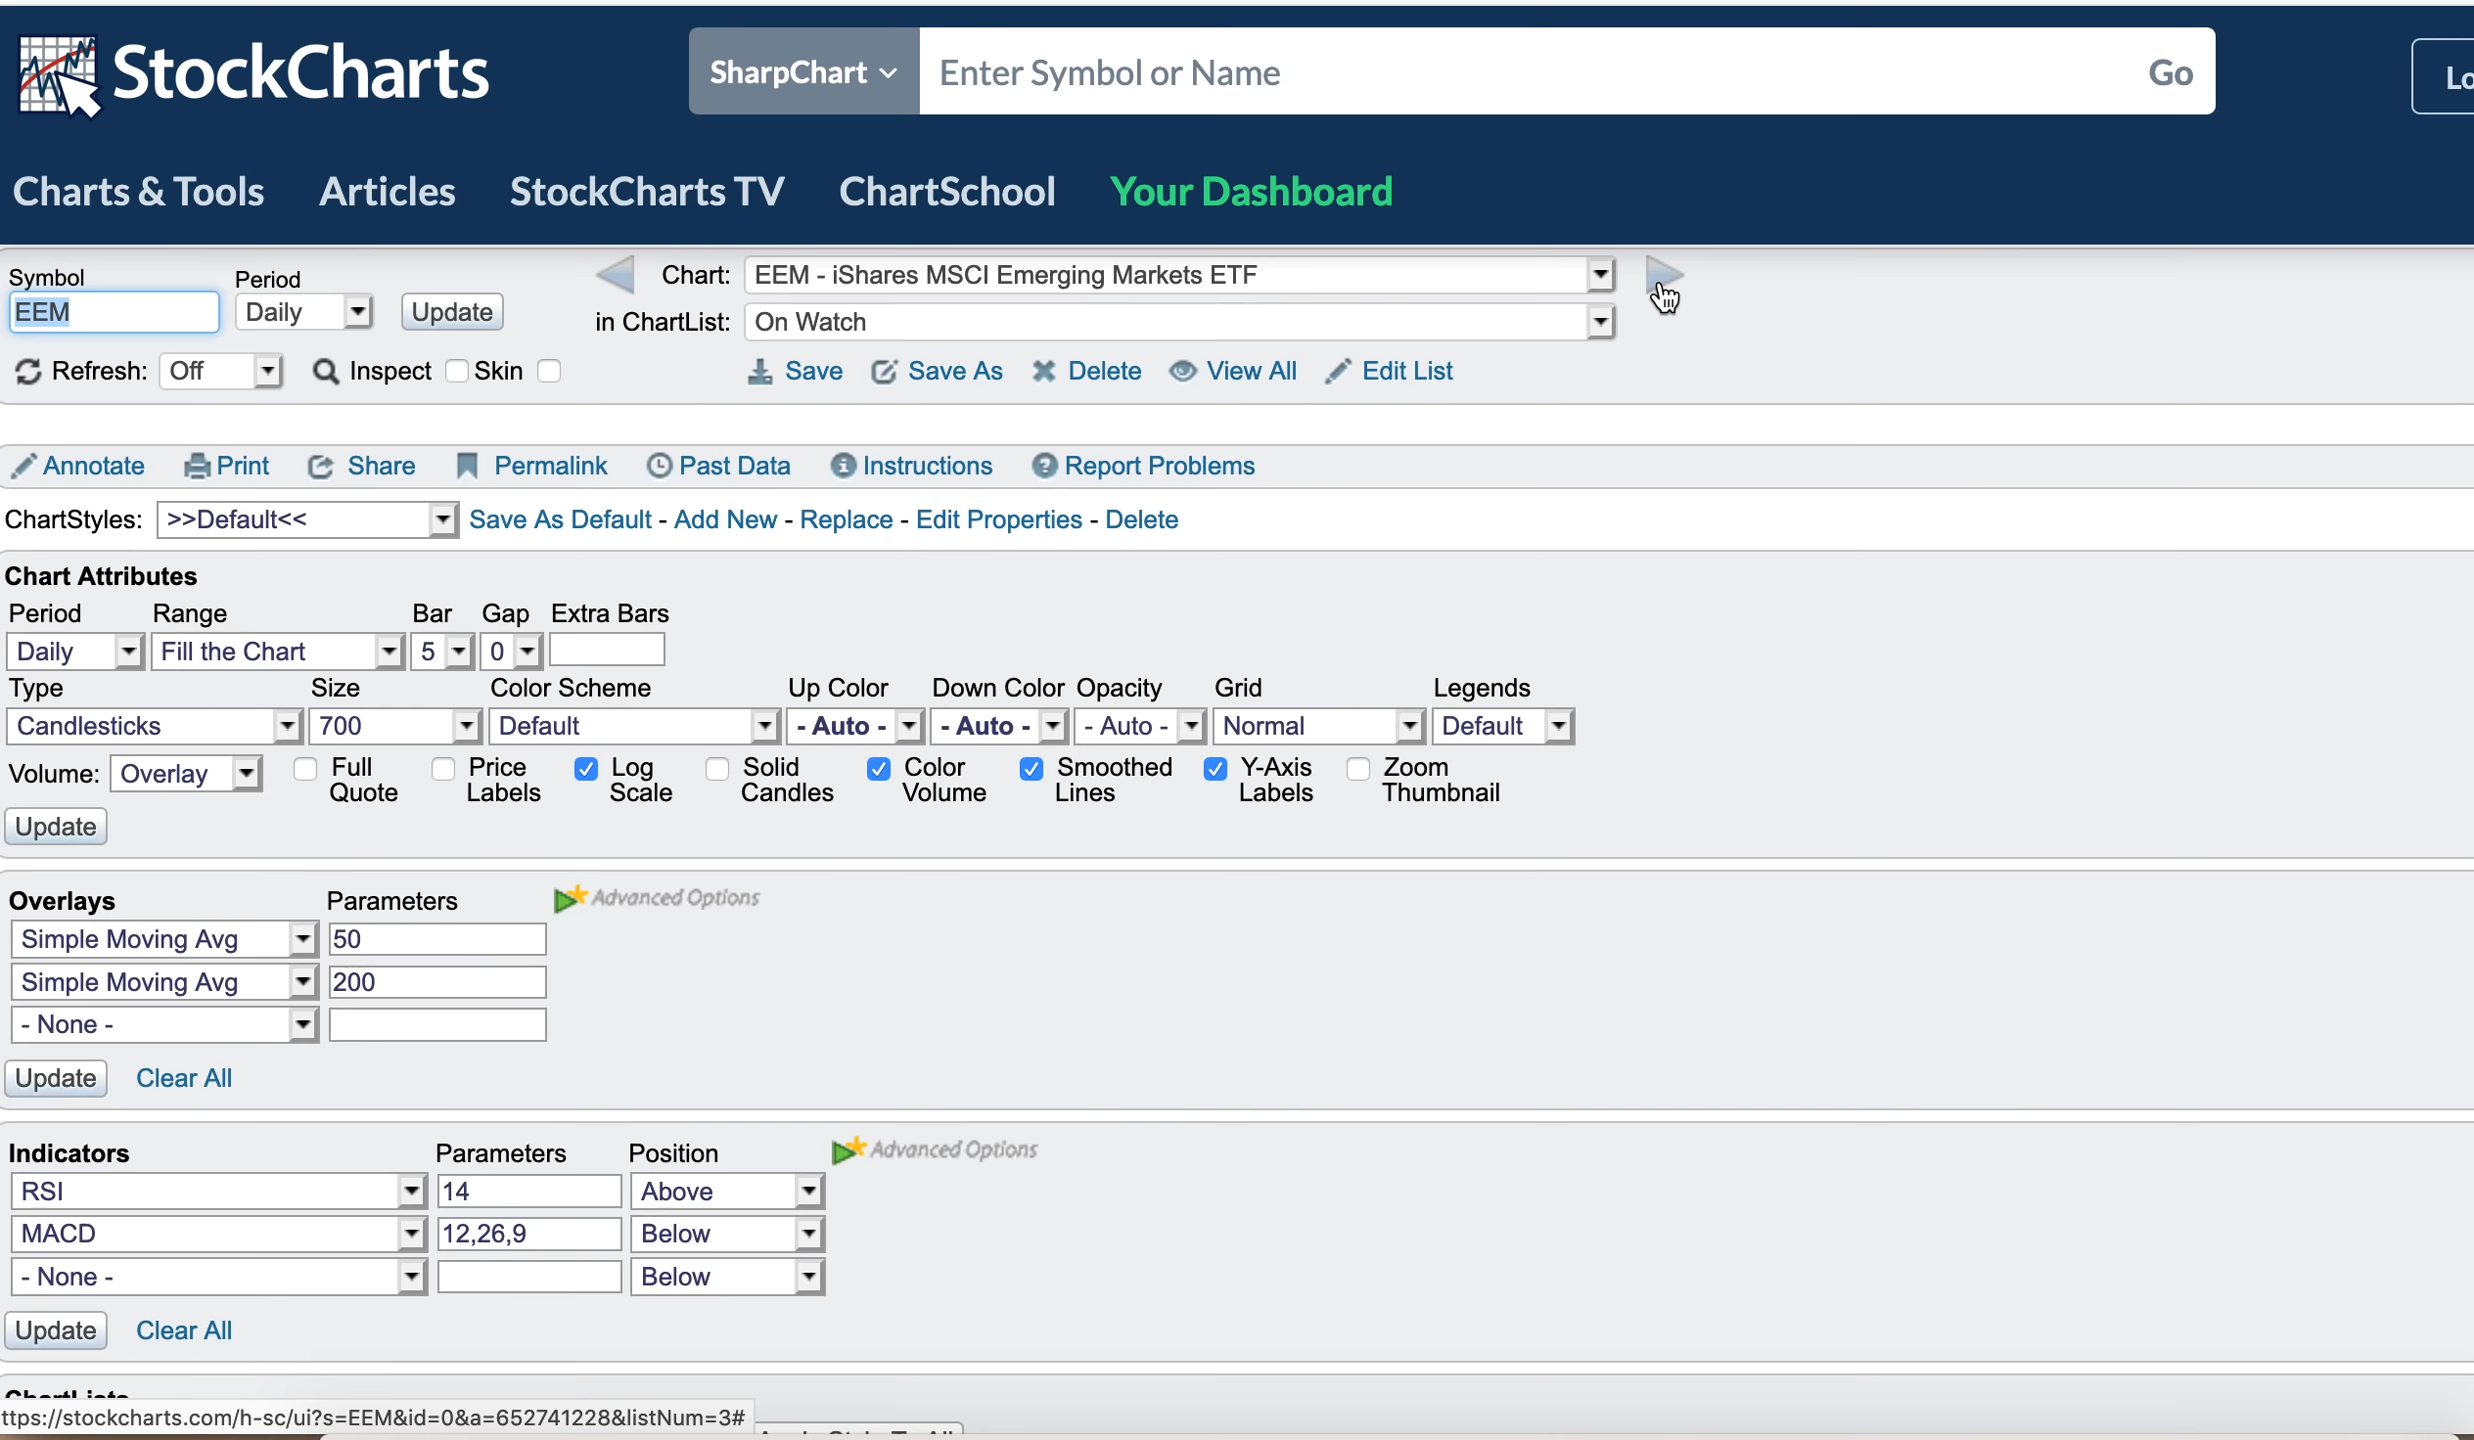 StockCharts
SharpChart Enter Symbol or Name Go
Charts & Tools Articles StockCharts TV ChartSchool Your Dashboard
Symbol Period Chart: EEM - iShares MSCI Emerging Markets ETF
EEM Daily Update in ChartList: On Watch
Refresh: Off Inspect Skin Save Save As Delete View All Edit List
Annotate Print Share Permalink Past Data Instructions Report Problems
ChartStyles: >>Default<< Save As Default - Add New - Replace - Edit Properties - Delete
Chart Attributes
Period Range Bar Gap Extra Bars
Daily Fill the Chart 5 0
Type Size Color Scheme Up Color Down Color Opacity Grid Legends
Candlesticks 700 Default - Auto - - Auto - - Auto - Normal Default
Volume: Overlay Full Quote Price Labels Log Scale Solid Candles Color Volume Smoothed Lines Y-Axis Labels Zoom Thumbnail
Update
Overlays Parameters Advanced Options
Simple Moving Avg 50
Simple Moving Avg 200
- None -
Update Clear All
Indicators Parameters Position Advanced Options
RSI 14 Above
MACD 12,26,9 Below
- None - Below
Update Clear All
ChartLists
ttps://stockcharts.com/h-sc/ui?s=EEM&id=0&a=652741228&listNum=3#